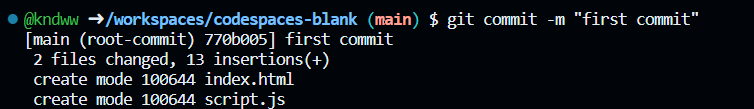 @kndww ➜/workspaces/codespaces-blank (main) $ git commit -m "first commit"
[main (root-commit) 770b005] first commit
 2 files changed, 13 insertions(+)
 create mode 100644 index.html
 create mode 100644 script.js